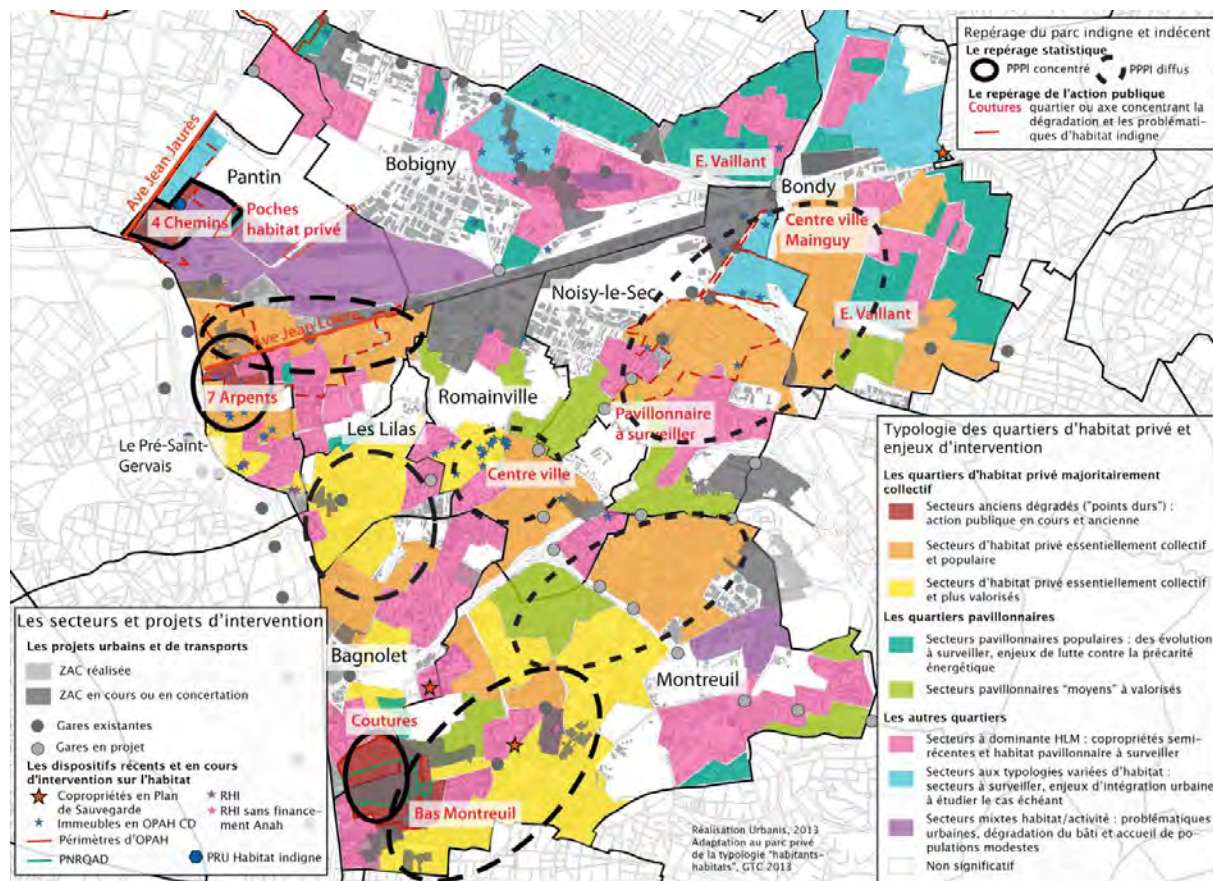 Repérage du parc indigne et indécent
Le repérage statistique
PPPI concentré
PPPI diffus
Le repérage de l'action publique
Coutures
quartier ou axe concentrant la
dégradation et les problémati-
ques d'habitat indigne
Ave Jean Jaurès
Pantin
Bobigny
E. Vaillant
Bondy
4 Chemins
Poches
habitat privé
Centre ville
Mainguy
Noisy-le-Sec
E. Vaillant
Ave Jean Lolive
Romainville
7 Arpents
Les Lilas
Pavillonnaire
à surveiller
Le Pré-Saint-
Gervais
Centre ville
Bagnolet
Montreuil
Coutures
Bas Montreuil
Typologie des quartiers d'habitat privé et
enjeux d'intervention
Les quartiers d'habitat privé majoritairement
collectif
Secteurs anciens dégradés ("points durs") :
action publique en cours et ancienne
Secteurs d'habitat privé essentiellement collectif
et populaire
Secteurs d'habitat privé essentiellement collectif
et plus valorisés
Les quartiers pavillonnaires
Secteurs pavillonnaires populaires : des évolution
à surveiller, enjeux de lutte contre la précarité
énergétique
Secteurs pavillonnaires "moyens" à valorisés
Les autres quartiers
Secteurs à dominante HLM : copropriétés semi-
récentes et habitat pavillonnaire à surveiller
Secteurs aux typologies variées d'habitat :
secteurs à surveiller, enjeux d'intégration urbaine
à étudier le cas échéant
Secteurs mixtes habitat/activité : problématiques
urbaines, dégradation du bâti et accueil de po-
pulations modestes
Non significatif
Les secteurs et projets d'intervention
Les projets urbains et de transports
ZAC réalisée
ZAC en cours ou en concertation
Gares existantes
Gares en projet
Les dispositifs récents et en cours
d'intervention sur l'habitat
Copropriétés en Plan
de Sauvegarde
Immeubles en OPAH CD
Périmètres d'OPAH
PNRQAD
RHI
RHI sans finance-
ment Anah
PRU Habitat indigne
Réalisation Urbanis, 2013
Adaptation au parc privé
de la typologie "habitants-
habitats", GTC 2013